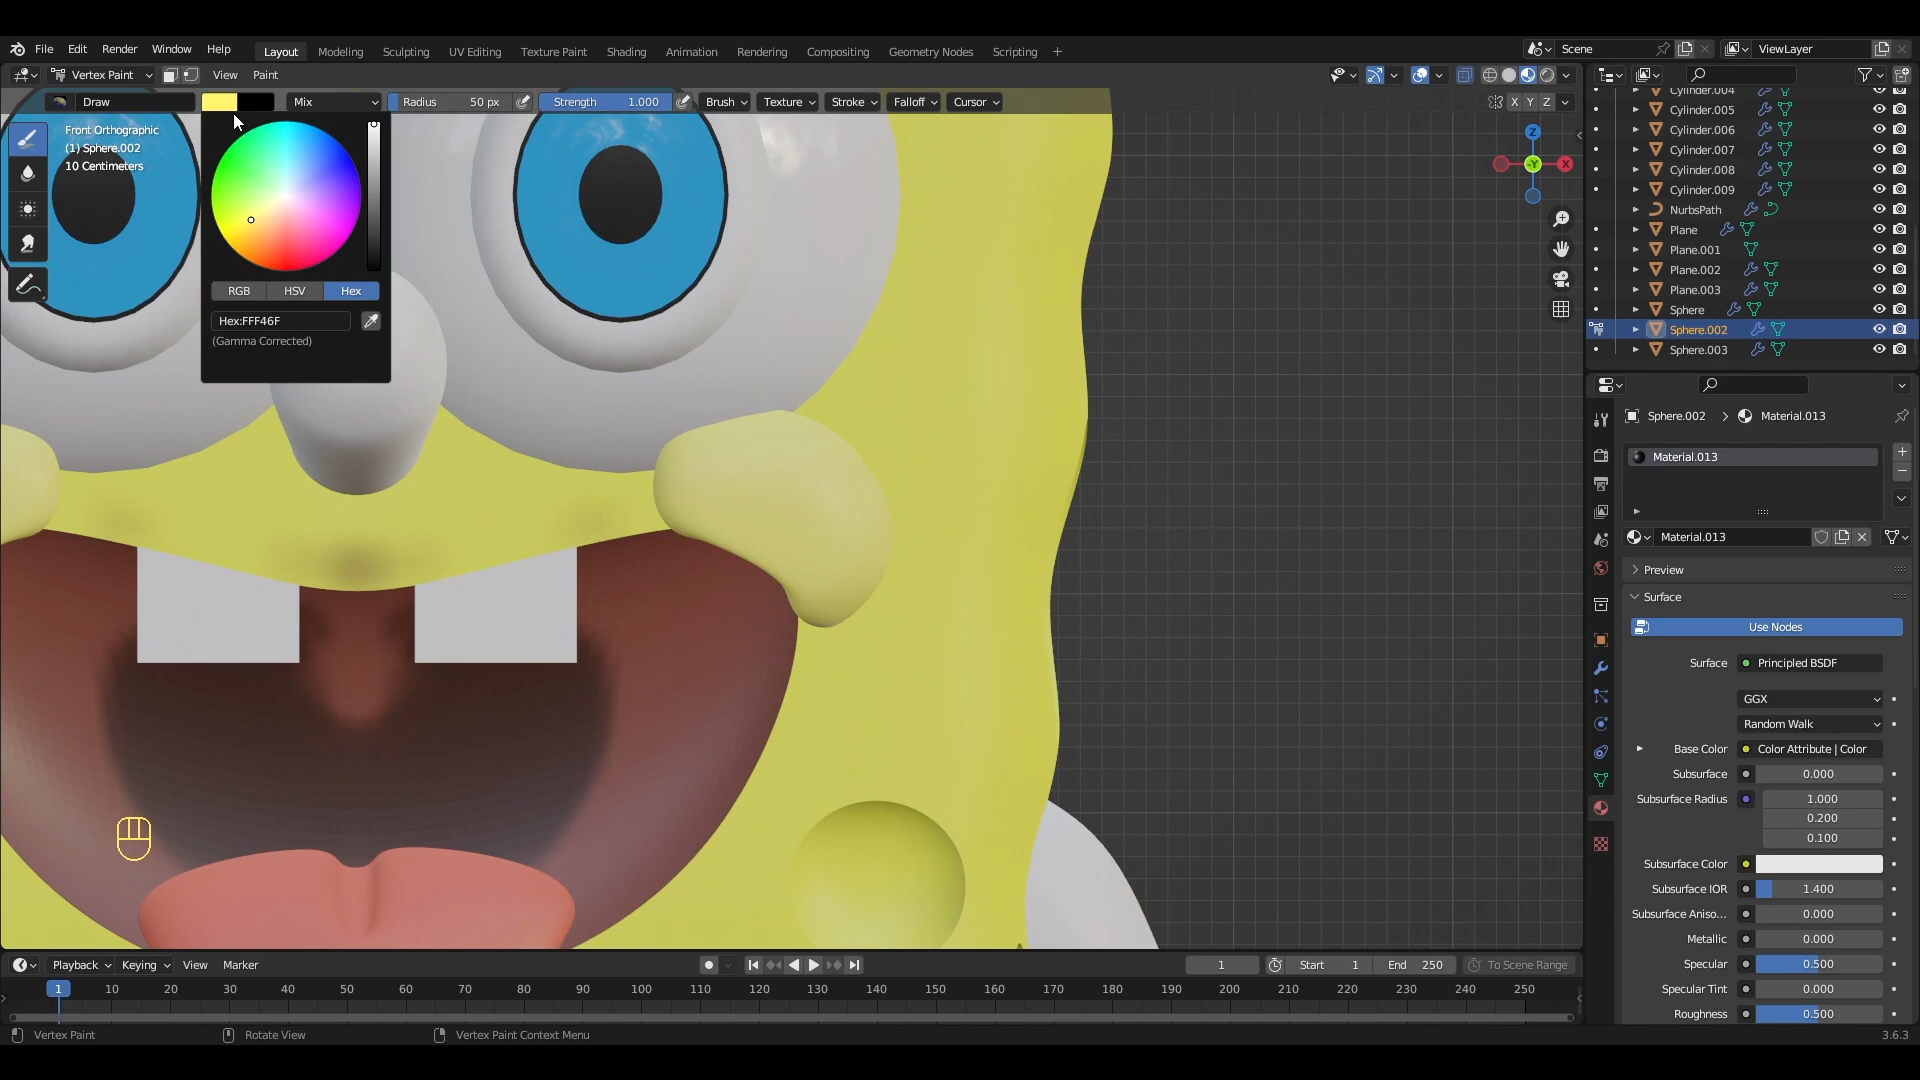 File Edit Render Window Help Layout Modeling Sculpting UV Editing Texture Paint Shading Animation Rendering Compositing Geometry Nodes Scripting + Scene ViewLayer
Vertex Paint View Paint
Draw Mix Radius 50 px Strength 1.000 Brush Texture Stroke Falloff Cursor X Y Z
Front Orthographic
(1) Sphere.002
10 Centimeters
RGB HSV Hex
Hex:FFF46F
(Gamma Corrected)
Z
-Y
X
Cylinder.004
Cylinder.005
Cylinder.006
Cylinder.007
Cylinder.008
Cylinder.009
NurbsPath
Plane
Plane.001
Plane.002
Plane.003
Sphere
Sphere.002
Sphere.003
Sphere.002 > Material.013
Material.013
Material.013
Preview
Surface
Use Nodes
Surface Principled BSDF
GGX
Random Walk
Base Color Color Attribute | Color
Subsurface 0.000
Subsurface Radius 1.000
0.200
0.100
Subsurface Color
Subsurface IOR 1.400
Subsurface Aniso... 0.000
Metallic 0.000
Specular 0.500
Specular Tint 0.000
Roughness 0.500
Playback Keying View Marker 1 Start 1 End 250 To Scene Range
1 10 20 30 40 50 60 70 80 90 100 110 120 130 140 150 160 170 180 190 200 210 220 230 240 250
Vertex Paint Rotate View Vertex Paint Context Menu 3.6.3